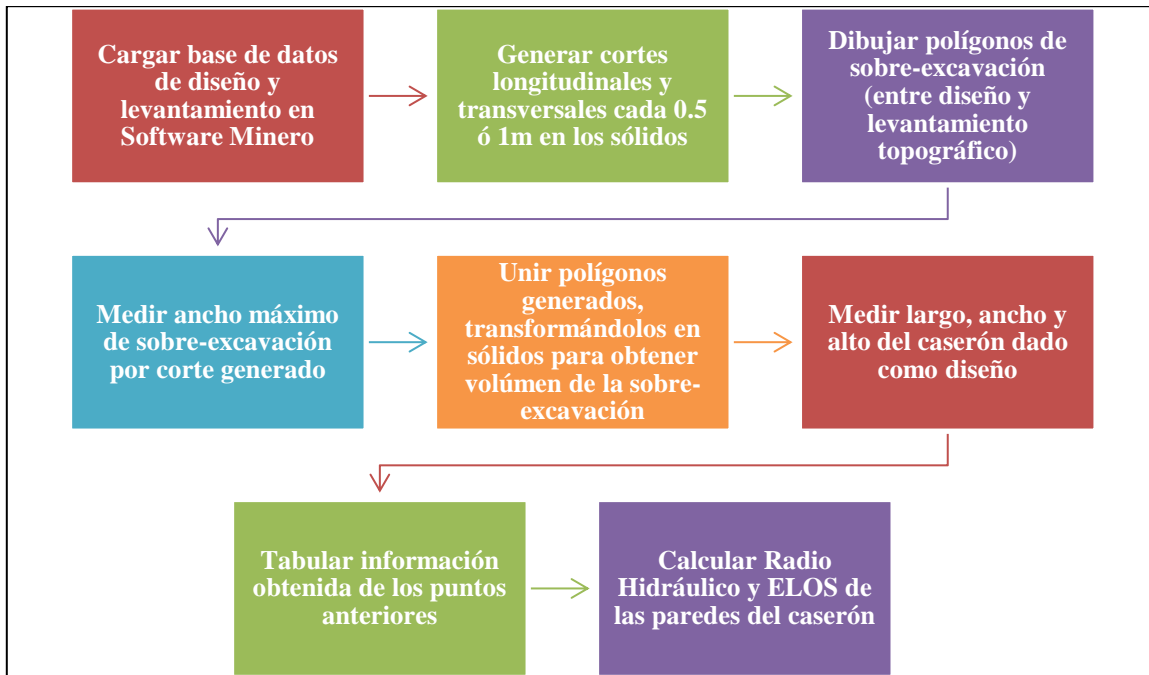 Cargar base de datos
de diseño y
levantamiento en
Software Minero
Generar cortes
longitudinales y
transversales cada 0.5
ó 1m en los sólidos
Dibujar polígonos de
sobre-excavación
(entre diseño y
levantamiento
topográfico)
Medir ancho máximo
de sobre-excavación
por corte generado
Unir polígonos
generados,
transformándolos en
sólidos para obtener
volúmen de la sobre-
excavación
Medir largo, ancho y
alto del caserón dado
como diseño
Tabular información
obtenida de los puntos
anteriores
Calcular Radio
Hidráulico y ELOS de
las paredes del caserón